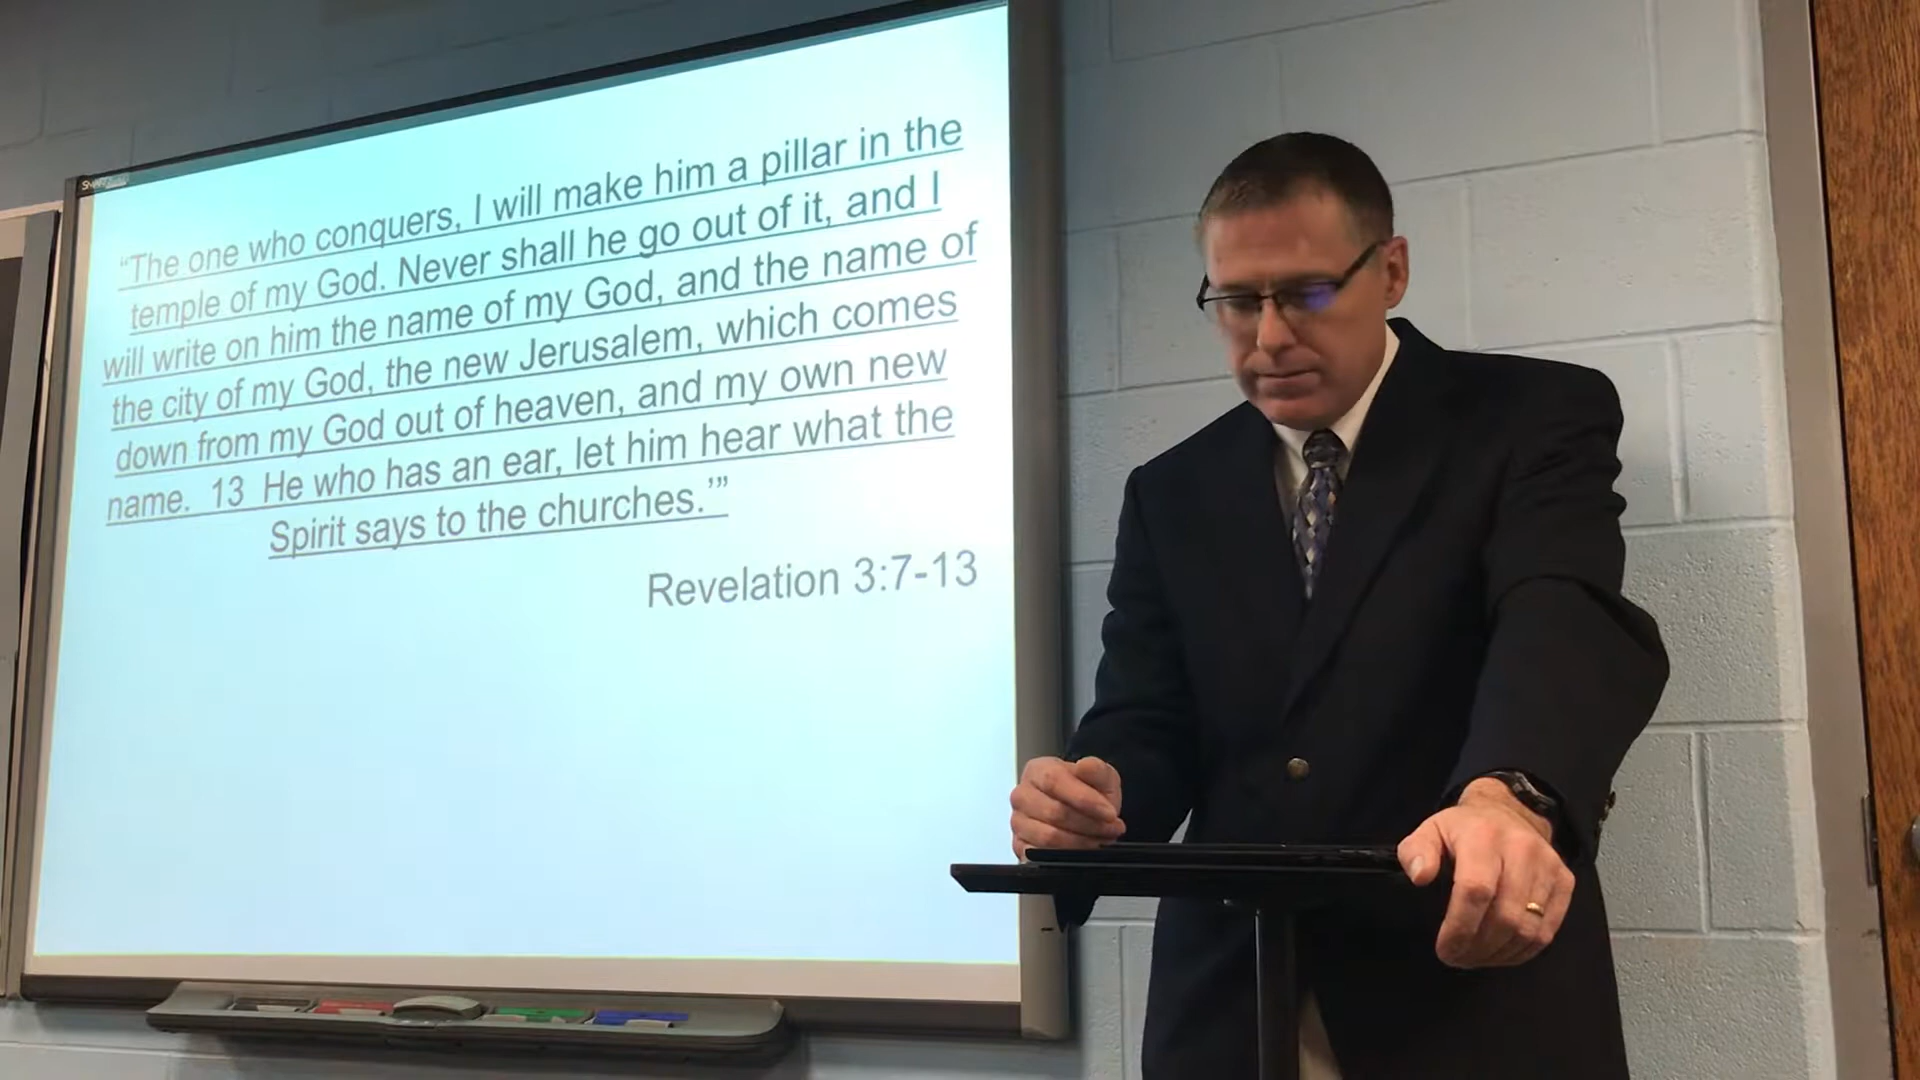 “The one who conquers, I will make him a pillar in the
temple of my God. Never shall he go out of it, and I
will write on him the name of my God, and the name of
the city of my God, the new Jerusalem, which comes
down from my God out of heaven, and my own new
name.  13  He who has an ear, let him hear what the
Spirit says to the churches.’”
Revelation 3:7-13